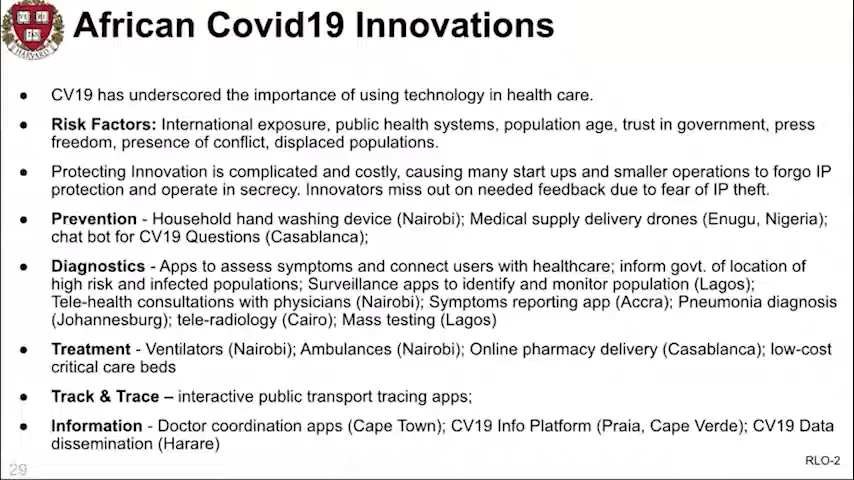 African Covid19 Innovations
● CV19 has underscored the importance of using technology in health care.
● Risk Factors: International exposure, public health systems, population age, trust in government, press
freedom, presence of conflict, displaced populations.
● Protecting Innovation is complicated and costly, causing many start ups and smaller operations to forgo IP
protection and operate in secrecy. Innovators miss out on needed feedback due to fear of IP theft.
● Prevention - Household hand washing device (Nairobi); Medical supply delivery drones (Enugu, Nigeria);
chat bot for CV19 Questions (Casablanca);
● Diagnostics - Apps to assess symptoms and connect users with healthcare; inform govt. of location of
high risk and infected populations; Surveillance apps to identify and monitor population (Lagos);
Tele-health consultations with physicians (Nairobi); Symptoms reporting app (Accra); Pneumonia diagnosis
(Johannesburg); tele-radiology (Cairo); Mass testing (Lagos)
● Treatment - Ventilators (Nairobi); Ambulances (Nairobi); Online pharmacy delivery (Casablanca); low-cost
critical care beds
● Track & Trace – interactive public transport tracing apps;
● Information - Doctor coordination apps (Cape Town); CV19 Info Platform (Praia, Cape Verde); CV19 Data
dissemination (Harare)
29
RLO-2